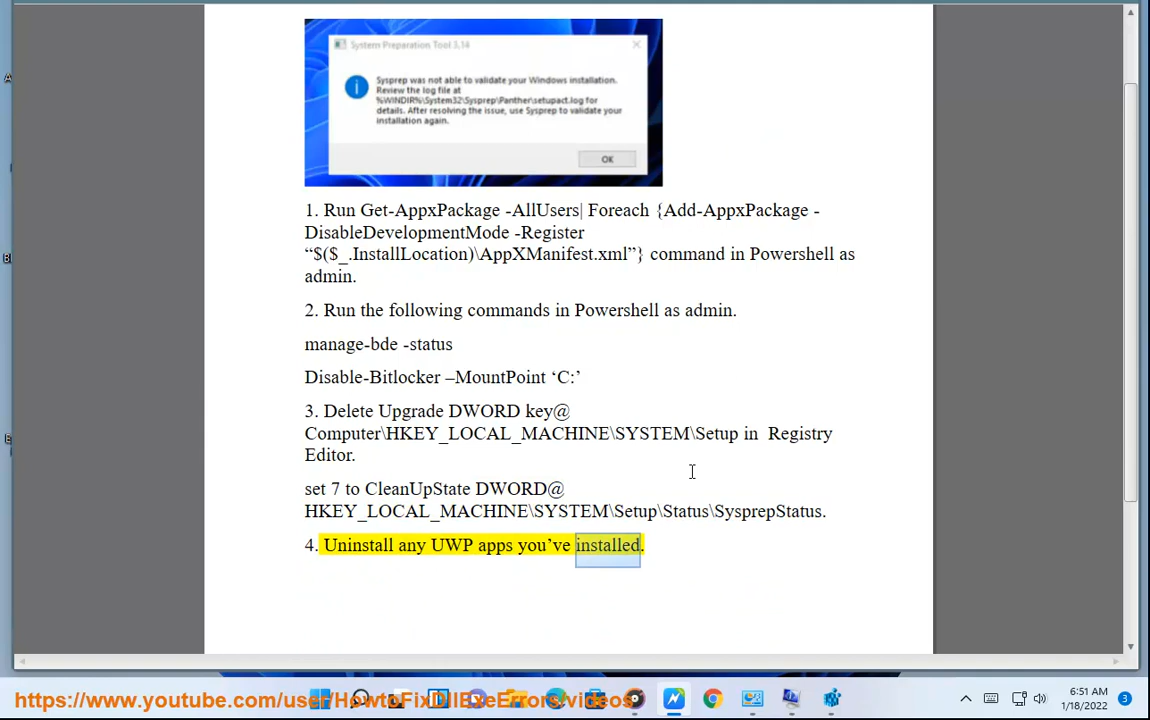 System Preparation Tool 3.14
Sysprep was not able to validate your Windows installation.
Review the log file at
%WINDIR%\System32\Sysprep\Panther\setupact.log for
details. After resolving the issue, use Sysprep to validate your
installation again.
OK
1. Run Get-AppxPackage -AllUsers| Foreach {Add-AppxPackage -
DisableDevelopmentMode -Register
“$($_.InstallLocation)\AppXManifest.xml”} command in Powershell as
admin.
2. Run the following commands in Powershell as admin.
manage-bde -status
Disable-Bitlocker –MountPoint ‘C:’
3. Delete Upgrade DWORD key@
Computer\HKEY_LOCAL_MACHINE\SYSTEM\Setup in  Registry
Editor.
set 7 to CleanUpState DWORD@
HKEY_LOCAL_MACHINE\SYSTEM\Setup\Status\SysprepStatus.
4. Uninstall any UWP apps you’ve installed.
https://www.youtube.com/user/HowtoFixDllExeErrors/videos
6:51 AM
1/18/2022
3